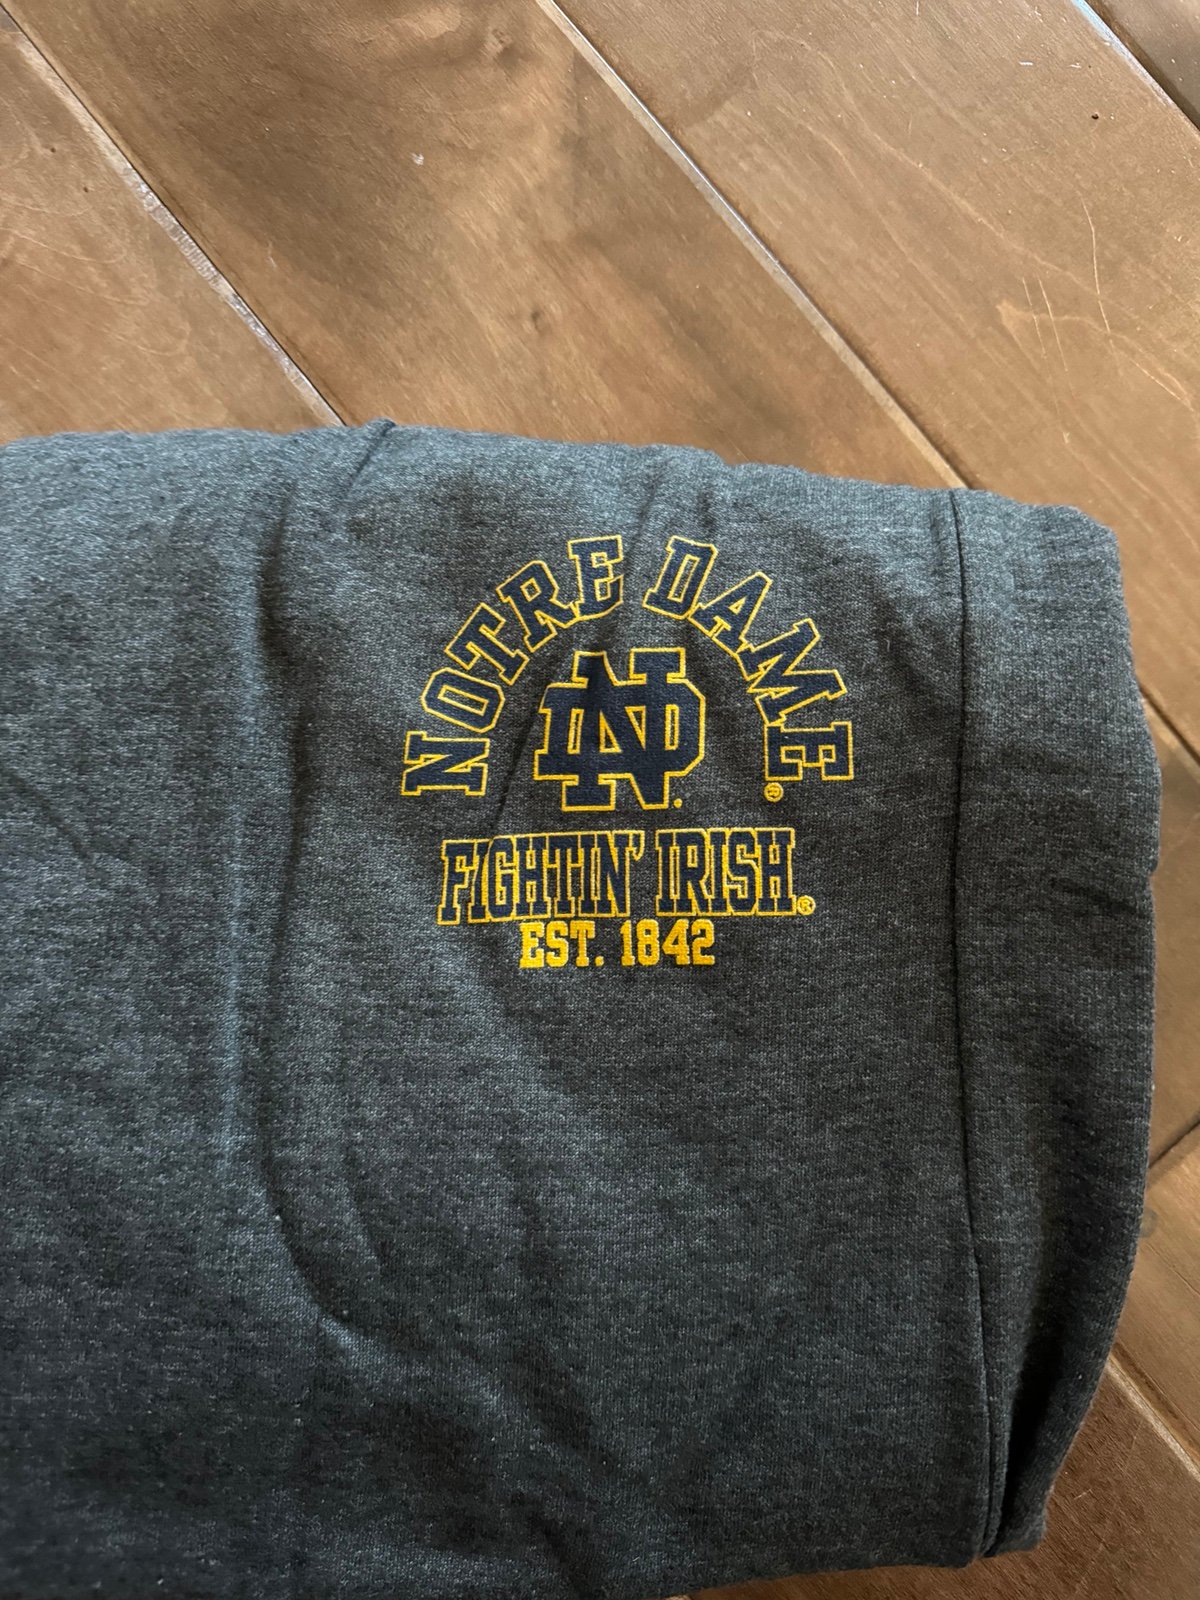 NOTRE DAME®
ND.
FIGHTIN' IRISH®
EST. 1842